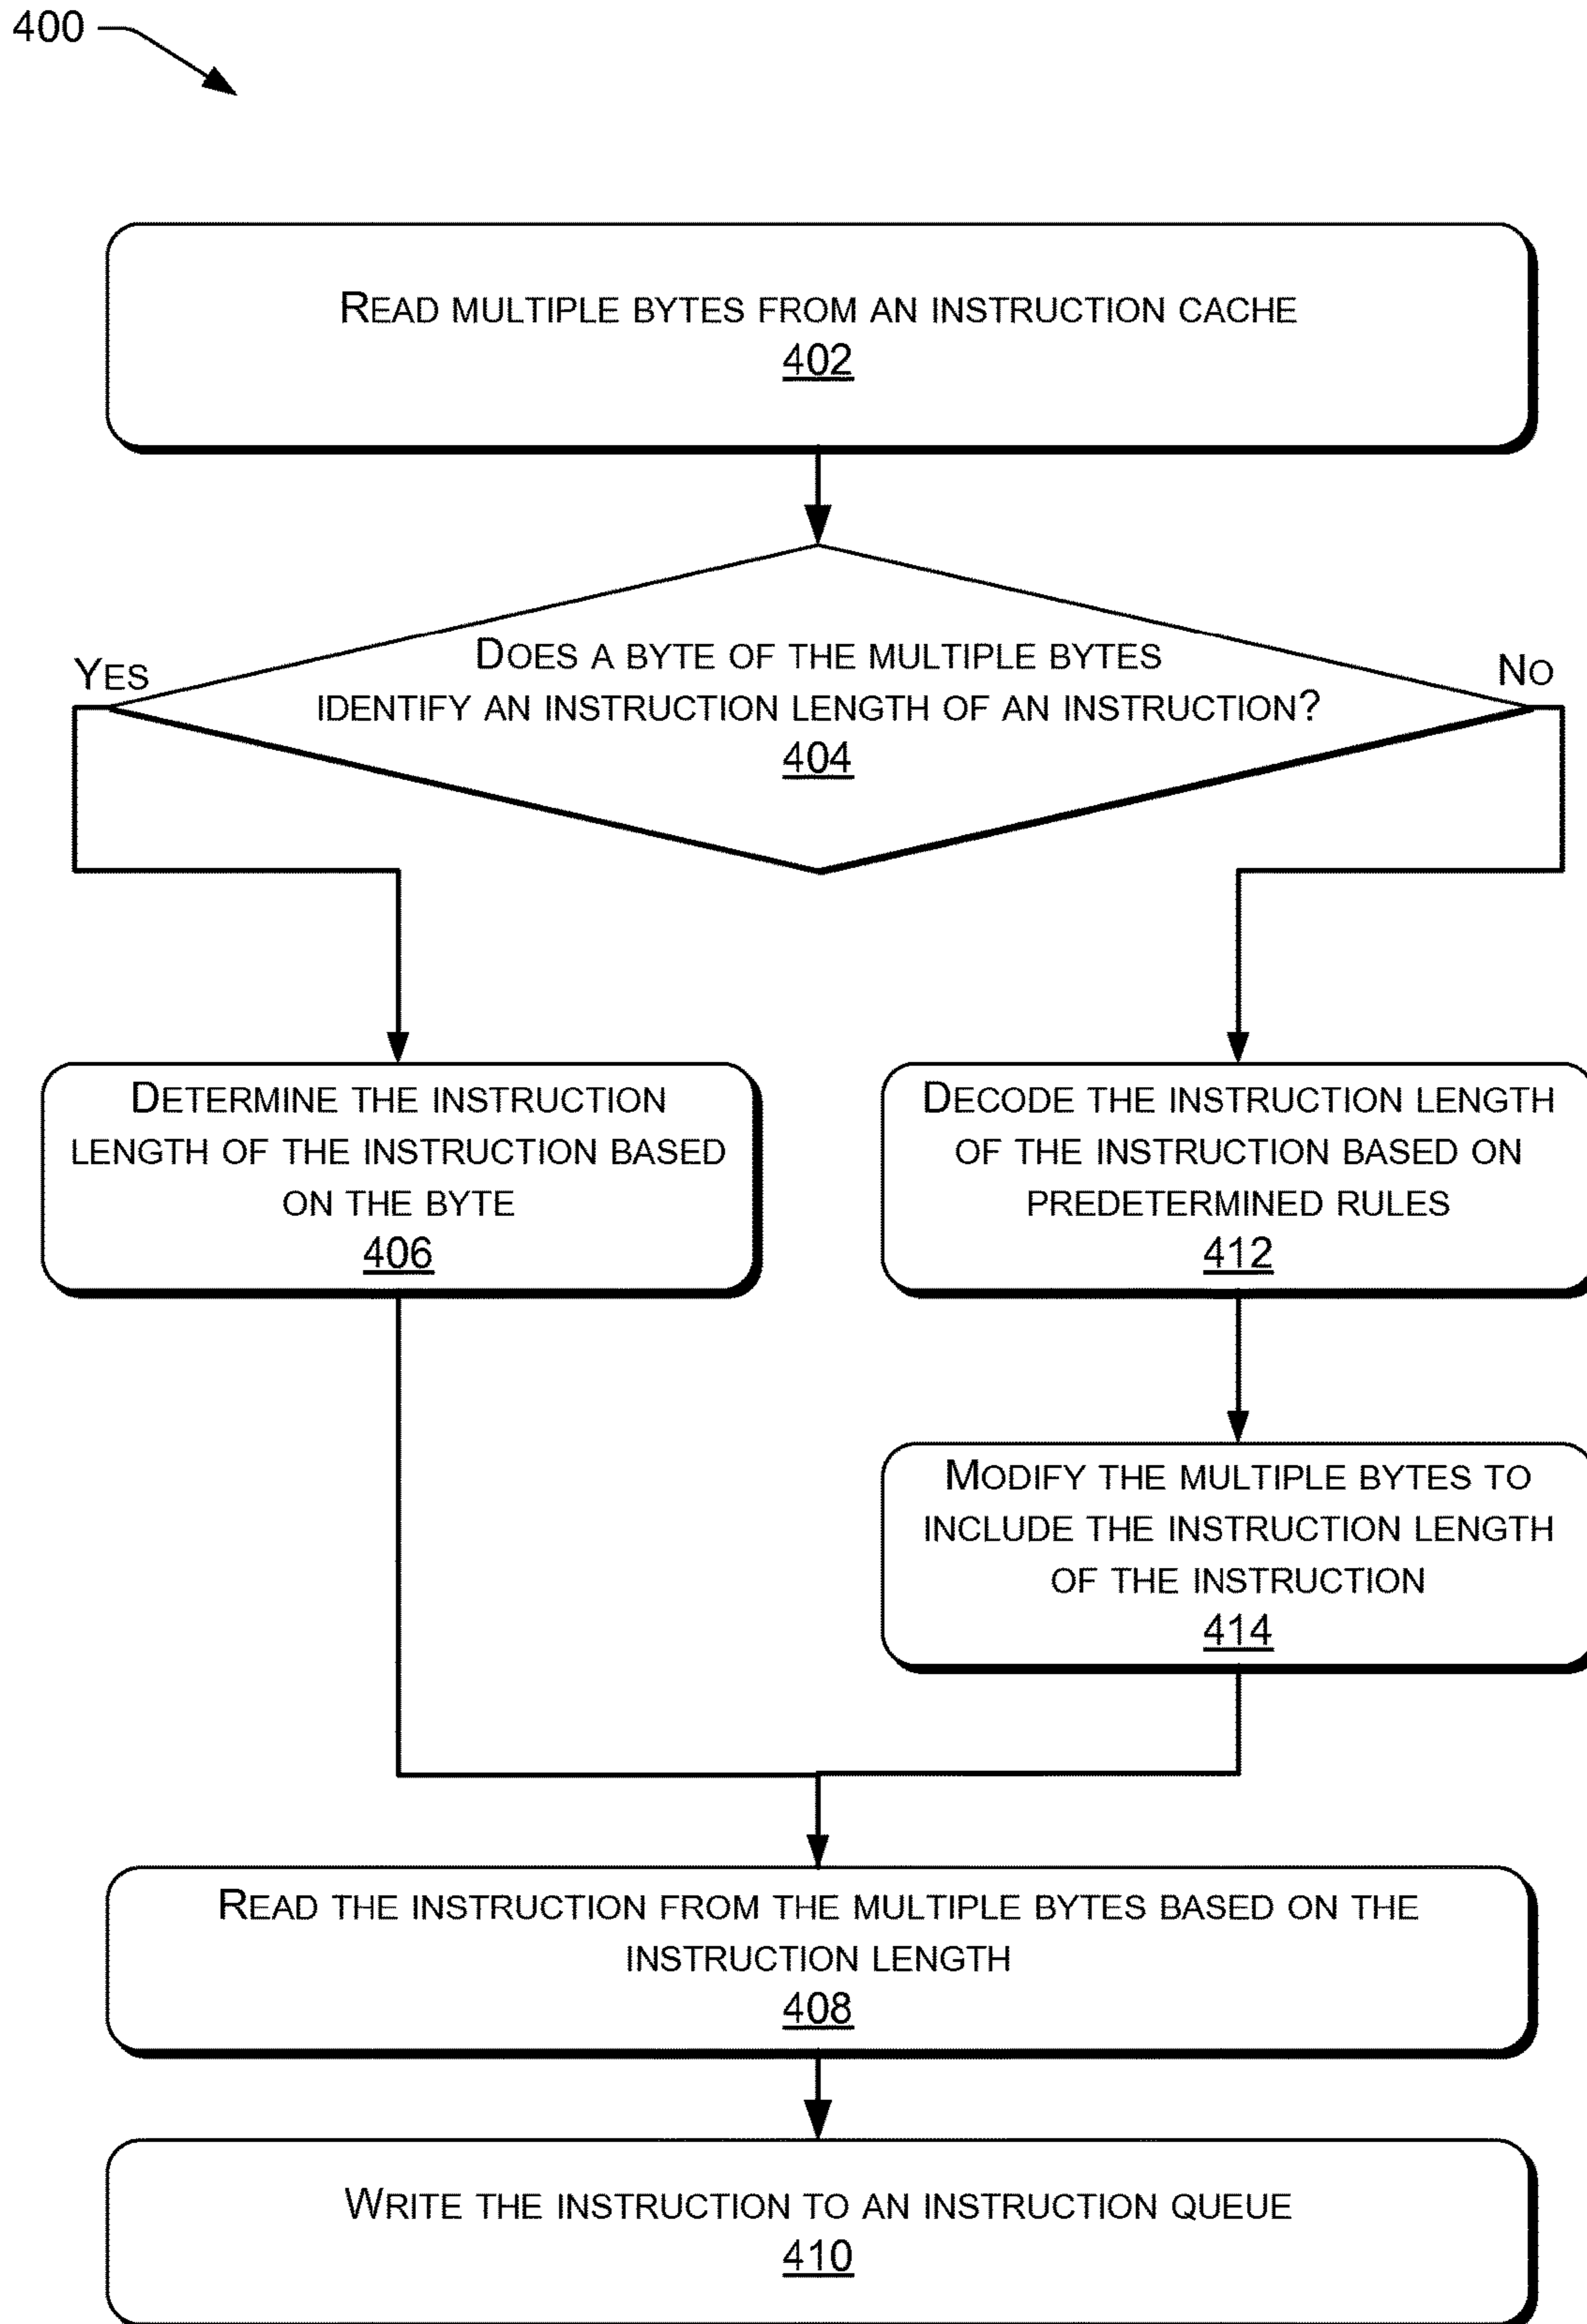 400
READ MULTIPLE BYTES FROM AN INSTRUCTION CACHE
402
DOES A BYTE OF THE MULTIPLE BYTES
IDENTIFY AN INSTRUCTION LENGTH OF AN INSTRUCTION?
404
YES
NO
DETERMINE THE INSTRUCTION
LENGTH OF THE INSTRUCTION BASED
ON THE BYTE
406
DECODE THE INSTRUCTION LENGTH
OF THE INSTRUCTION BASED ON
PREDETERMINED RULES
412
MODIFY THE MULTIPLE BYTES TO
INCLUDE THE INSTRUCTION LENGTH
OF THE INSTRUCTION
414
READ THE INSTRUCTION FROM THE MULTIPLE BYTES BASED ON THE
INSTRUCTION LENGTH
408
WRITE THE INSTRUCTION TO AN INSTRUCTION QUEUE
410